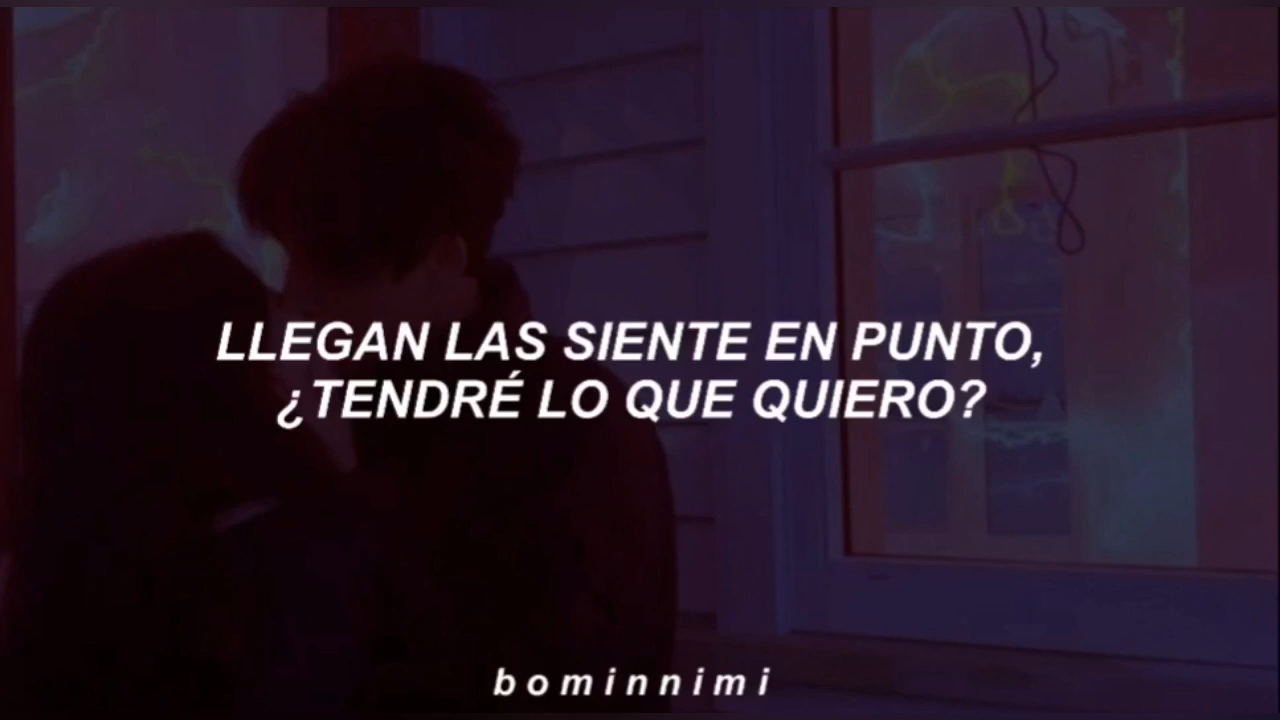 LLEGAN LAS SIENTE EN PUNTO,
¿TENDRÉ LO QUE QUIERO?
bominnimi